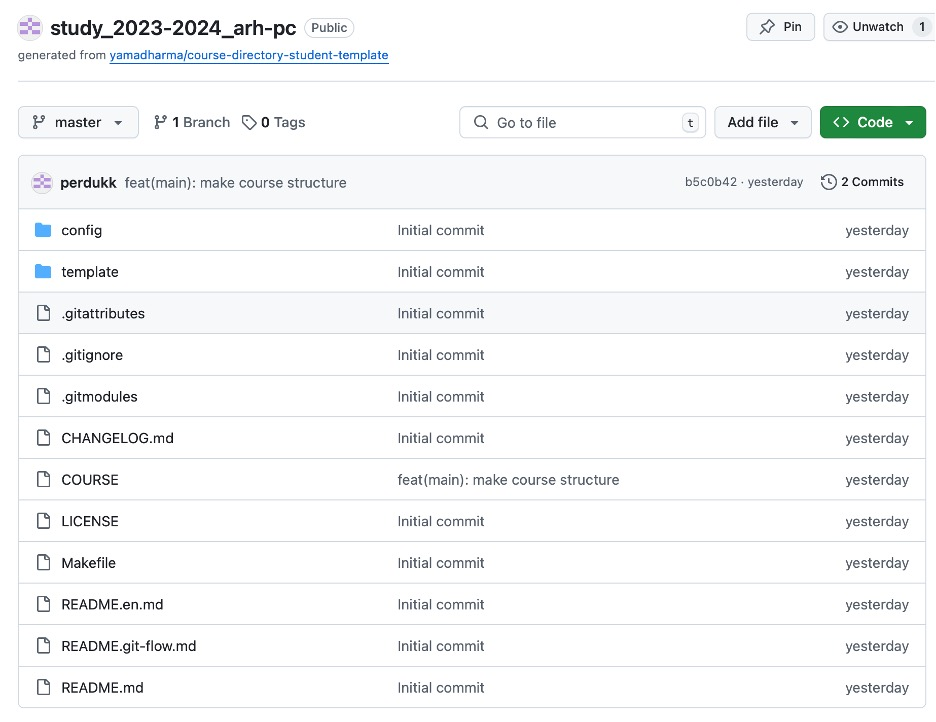 study_2023-2024_arh-pc Public Pin Unwatch 1
generated from yamadharma/course-directory-student-template
master 1 Branch 0 Tags Go to file t Add file Code
perdukk feat(main): make course structure b5c0b42 · yesterday 2 Commits
config Initial commit yesterday
template Initial commit yesterday
.gitattributes Initial commit yesterday
.gitignore Initial commit yesterday
.gitmodules Initial commit yesterday
CHANGELOG.md Initial commit yesterday
COURSE feat(main): make course structure yesterday
LICENSE Initial commit yesterday
Makefile Initial commit yesterday
README.en.md Initial commit yesterday
README.git-flow.md Initial commit yesterday
README.md Initial commit yesterday